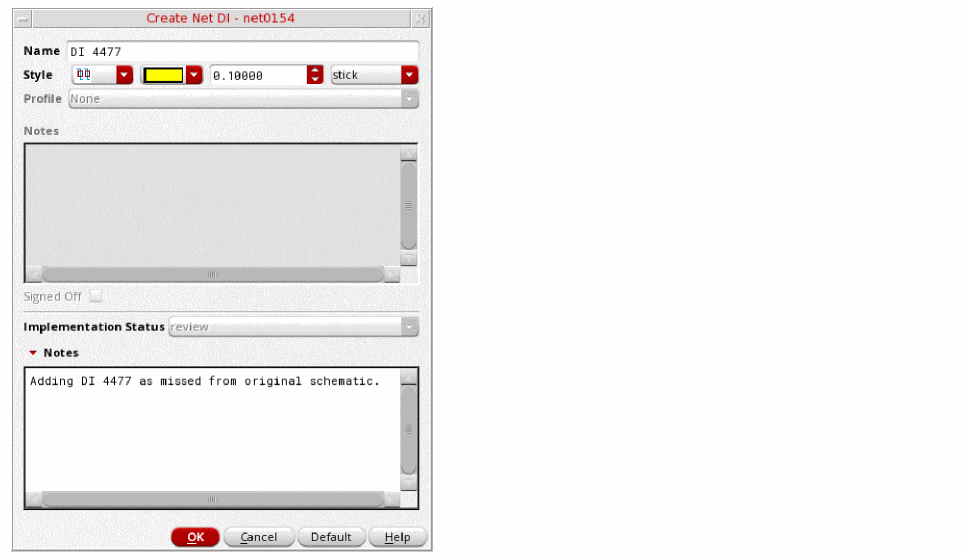 Create Net DI - net0154
Name DI 4477
Style 0.10000 stick
Profile None
Notes
Signed Off
Implementation Status review
Notes
Adding DI 4477 as missed from original schematic.
OK Cancel Default Help